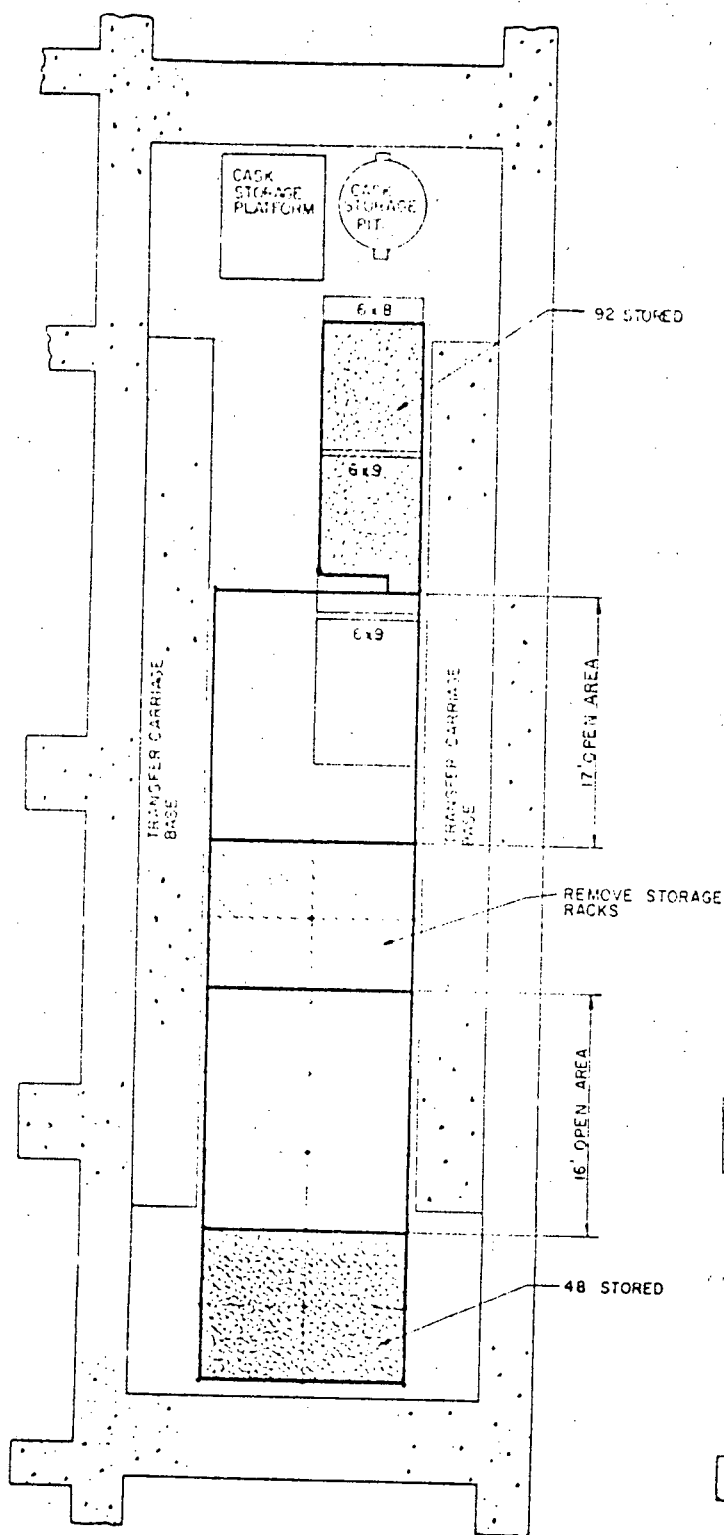 CASK
STORAGE
PLATFORM
CASK
STORAGE
PIT
6x8
92 STORED
6x9
6x9
TRANSFER CARRIAGE
BASE
TRANSFER CARRIAGE
BASE
17' OPEN AREA
REMOVE STORAGE
RACKS
16' OPEN AREA
48 STORED